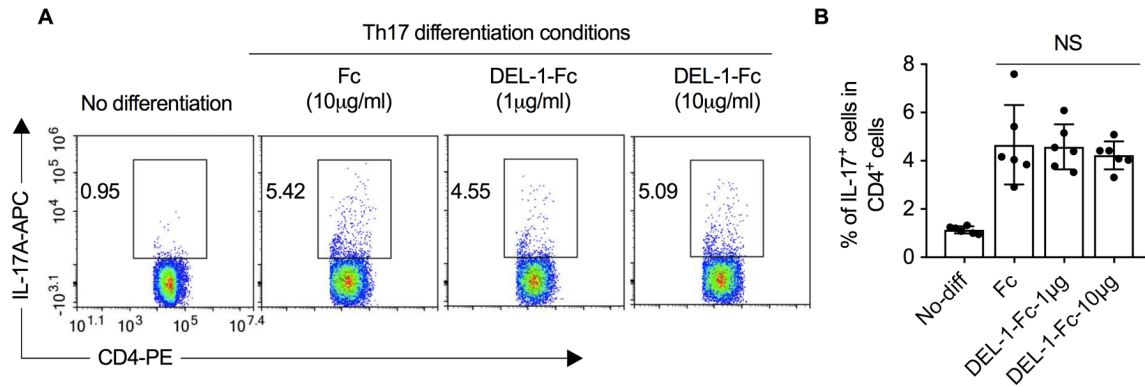 A
Th17 differentiation conditions
No differentiation
Fc
(10µg/ml)
DEL-1-Fc
(1µg/ml)
DEL-1-Fc
(10µg/ml)
IL-17A-APC
10^6
10^5
10^4
-10^3.1
0.95
5.42
4.55
5.09
10^1.1 10^3 10^5 10^7.4
CD4-PE
B
NS
% of IL-17+ cells in
CD4+ cells
8
6
4
2
0
No-diff
Fc
DEL-1-Fc-1µg
DEL-1-Fc-10µg